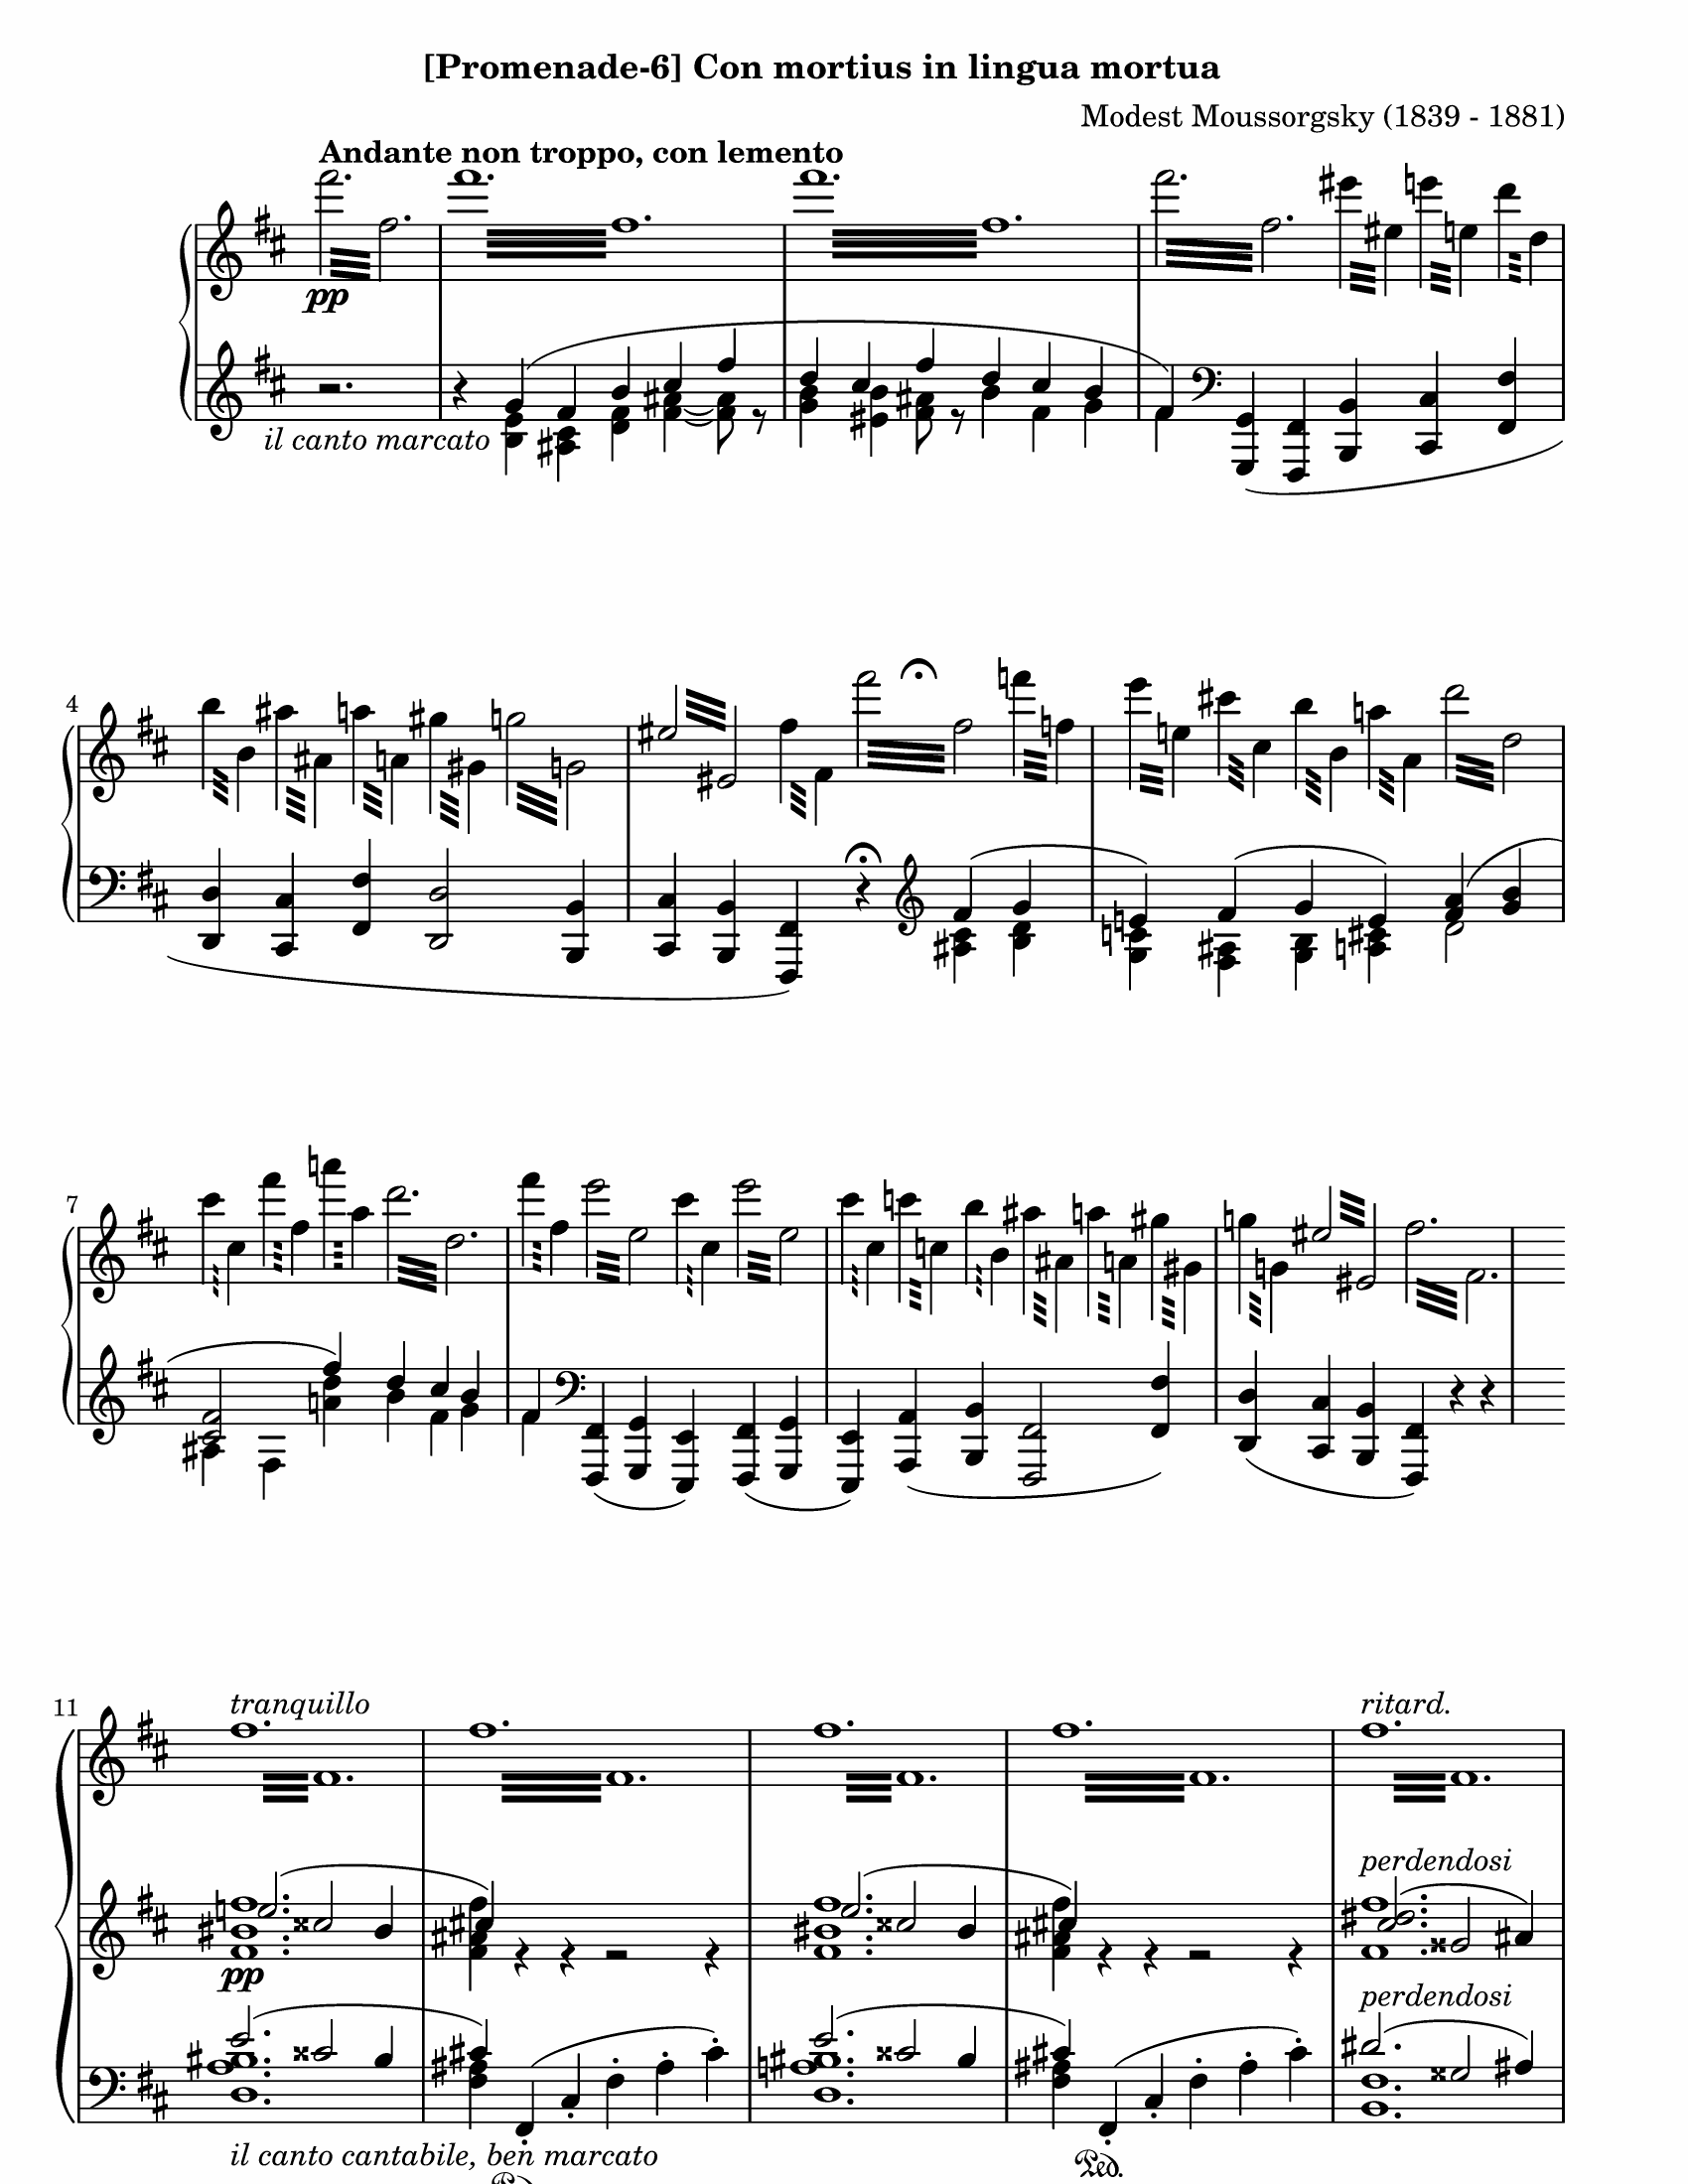 [Promenade-6] Con mortius in lingua mortua
Modest Moussorgsky (1839 - 1881)
Andante non troppo, con lemento
pp
il canto marcato
4
7
11
tranquillo
ritard.
perdendosi
pp
perdendosi
il canto cantabile, ben marcato
Ped.